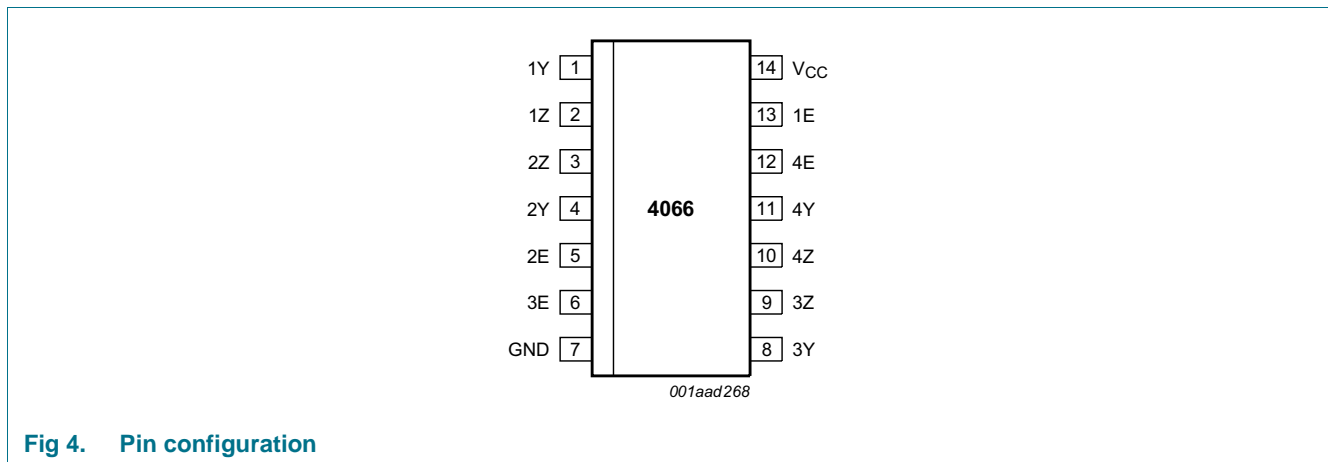 1Y 1 14 VCC
1Z 2 13 1E
2Z 3 12 4E
2Y 4 4066 11 4Y
2E 5 10 4Z
3E 6 9 3Z
GND 7 8 3Y
001aad268
Fig 4. Pin configuration